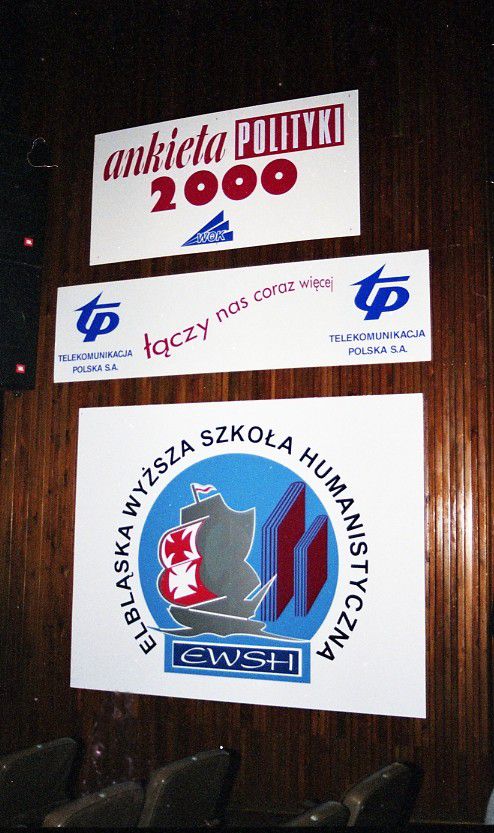 ankieta POLITYKI
2000
WOK
tp
TELEKOMUNIKACJA
POLSKA S.A.
łączy nas coraz więcej
tp
TELEKOMUNIKACJA
POLSKA S.A.
ELBLĄSKA WYŻSZA SZKOŁA HUMANISTYCZNA
EWSH